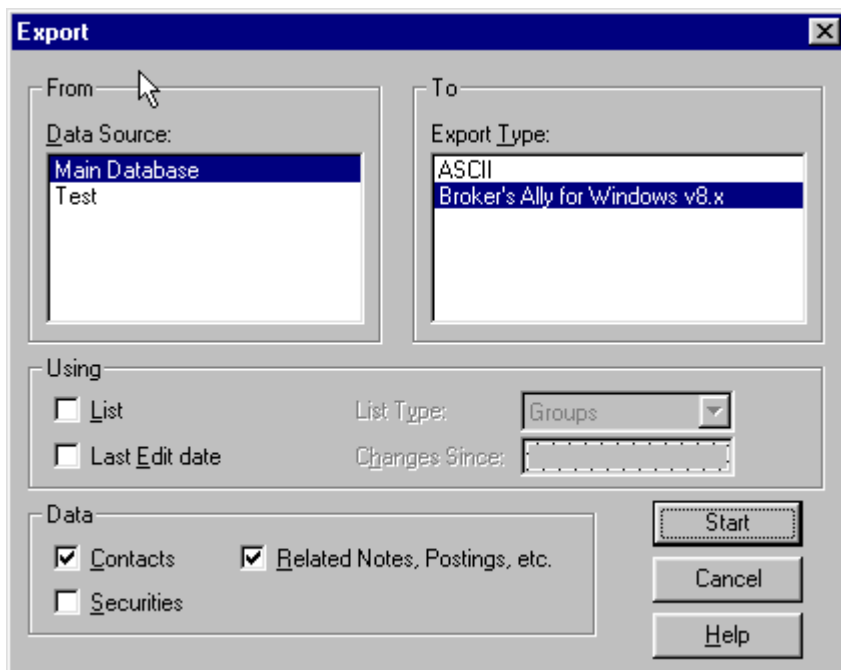 Export
From
Data Source:
Main Database
Test
To
Export Type:
ASCII
Broker's Ally for Windows v8.x
Using
List
List Type:
Groups
Last Edit date
Changes Since:
Data
Contacts
Related Notes, Postings, etc.
Securities
Start
Cancel
Help